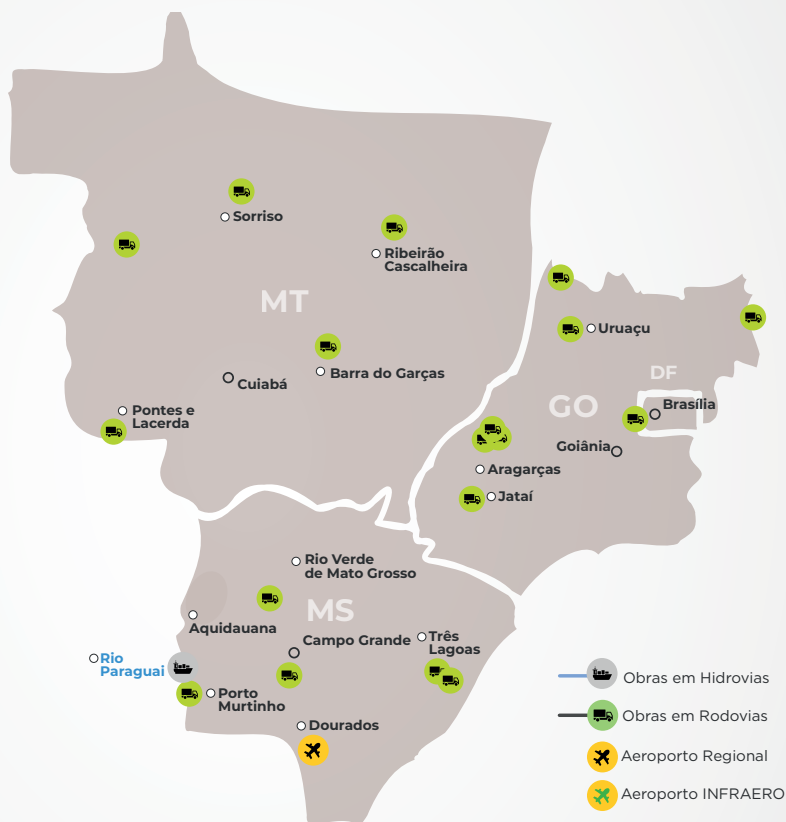 Sorriso
Ribeirão
Cascalheira
MT
Uruaçu
Barra do Garças
DF
Cuiabá
GO
Brasília
Pontes e
Lacerda
Goiânia
Aragarças
Jataí
Rio Verde
de Mato Grosso
MS
Aquidauana
Campo Grande
Três
Lagoas
Rio
Paraguai
Porto
Murtinho
Dourados
Obras em Hidrovias
Obras em Rodovias
Aeroporto Regional
Aeroporto INFRAERO